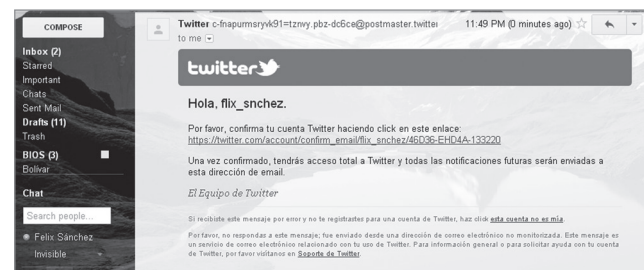 COMPOSE
Inbox (2)
Starred
Important
Chats
Sent Mail
Drafts (11)
Trash
BIOS (3)
Bolívar
Chat
Search people...
Felix Sánchez
Invisible
Twitter c-fnapurmsryvk91=tznvy.pbz-dc6ce@postmaster.twitter 11:49 PM (0 minutes ago)
to me
twitter
Hola, flix_snchez.
Por favor, confirma tu cuenta Twitter haciendo click en este enlace:
https://twitter.com/account/confirm_email/flix_snchez/46D36-EHD4A-133220
Una vez confirmado, tendrás acceso total a Twitter y todas las notificaciones futuras serán enviadas a
esta dirección de email.
El Equipo de Twitter
Si recibiste este mensaje por error y no te registrastes para una cuenta de Twitter, haz click esta cuenta no es mía.
Por favor, no respondas a este mensaje; fue enviado desde una dirección de correo electrónico no monitorizada. Este mensaje es
un servicio de correo electrónico relacionado con tu uso de Twitter. Para información general o para solicitar ayuda con tu cuenta
de Twitter, por favor visítanos en Soporte de Twitter.